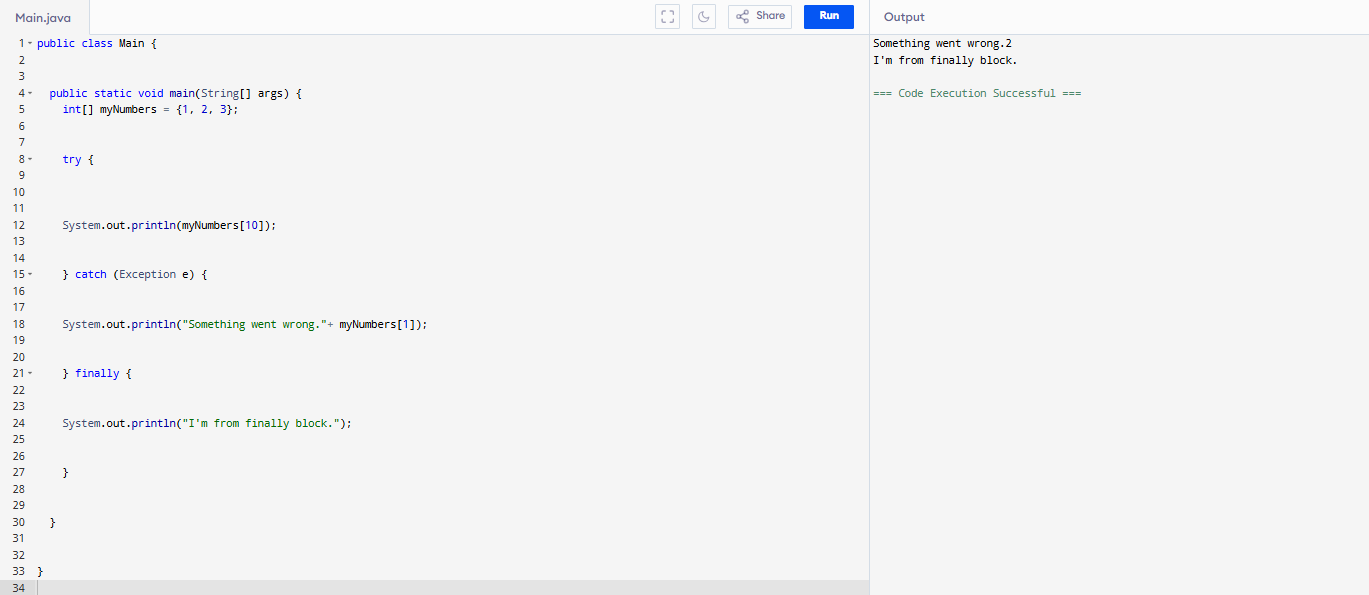 Main.java
Share
Run
Output
1 public class Main {
2
3
4 public static void main(String[] args) {
5 int[] myNumbers = {1, 2, 3};
6
7
8 try {
9
10
11
12 System.out.println(myNumbers[10]);
13
14
15 } catch (Exception e) {
16
17
18 System.out.println("Something went wrong."+ myNumbers[1]);
19
20
21 } finally {
22
23
24 System.out.println("I'm from finally block.");
25
26
27 }
28
29
30 }
31
32
33 }
34
Something went wrong.2
I'm from finally block.
=== Code Execution Successful ===